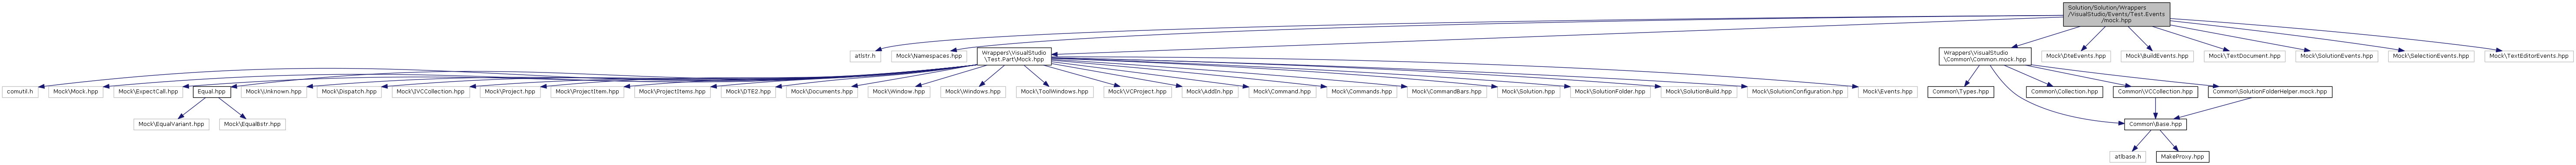 Solution/Solution/Wrappers
/VisualStudio/Events/Test.Events
/mock.hpp
atlstr.h
Mock\Namespaces.hpp
Wrappers\VisualStudio
\Test.Part\Mock.hpp
Wrappers\VisualStudio
\Common\Common.mock.hpp
Mock\DteEvents.hpp
Mock\BuildEvents.hpp
Mock\TextDocument.hpp
Mock\SolutionEvents.hpp
Mock\SelectionEvents.hpp
Mock\TextEditorEvents.hpp
comutil.h
Mock\Mock.hpp
Mock\ExpectCall.hpp
Equal.hpp
Mock\Unknown.hpp
Mock\Dispatch.hpp
Mock\IVCCollection.hpp
Mock\Project.hpp
Mock\ProjectItem.hpp
Mock\ProjectItems.hpp
Mock\DTE2.hpp
Mock\Documents.hpp
Mock\Window.hpp
Mock\Windows.hpp
Mock\ToolWindows.hpp
Mock\VCProject.hpp
Mock\AddIn.hpp
Mock\Command.hpp
Mock\Commands.hpp
Mock\CommandBars.hpp
Mock\Solution.hpp
Mock\SolutionFolder.hpp
Mock\SolutionBuild.hpp
Mock\SolutionConfiguration.hpp
Mock\Events.hpp
Common\Types.hpp
Common\Collection.hpp
Common\VCCollection.hpp
Common\SolutionFolderHelper.mock.hpp
Mock\EqualVariant.hpp
Mock\EqualBstr.hpp
Common\Base.hpp
atlbase.h
MakeProxy.hpp